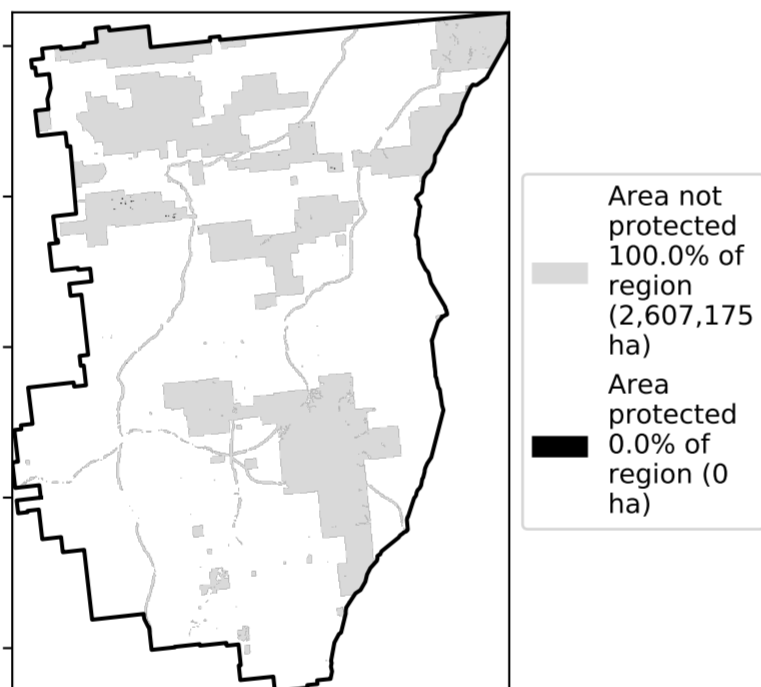 Area not
protected
100.0% of
region
(2,607,175
ha)
Area
protected
0.0% of
region (0
ha)